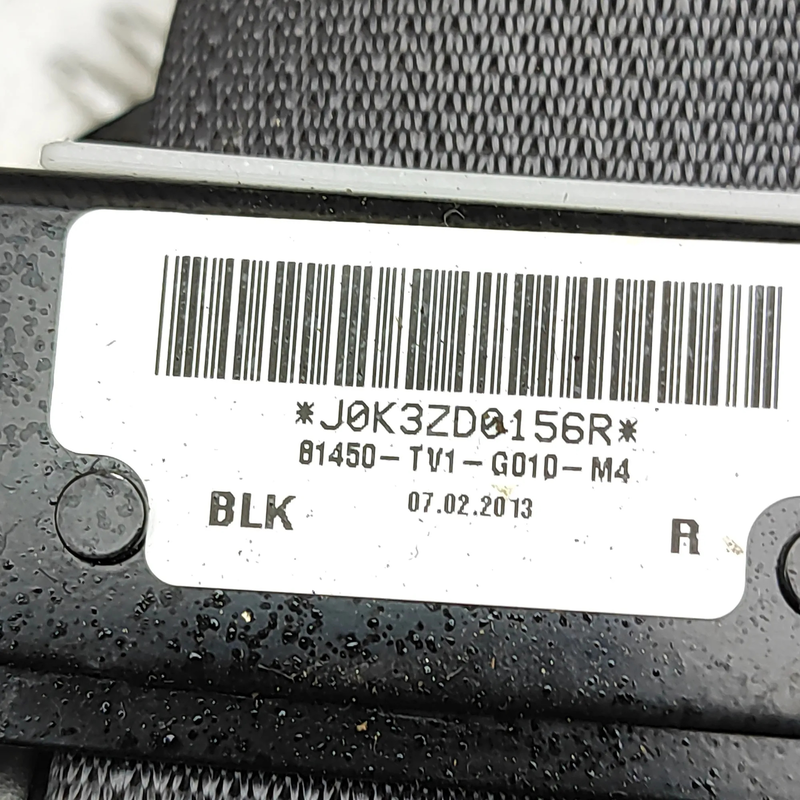 *J0K3ZD0156R*
81450-TV1-G010-M4
BLK 07.02.2013 R